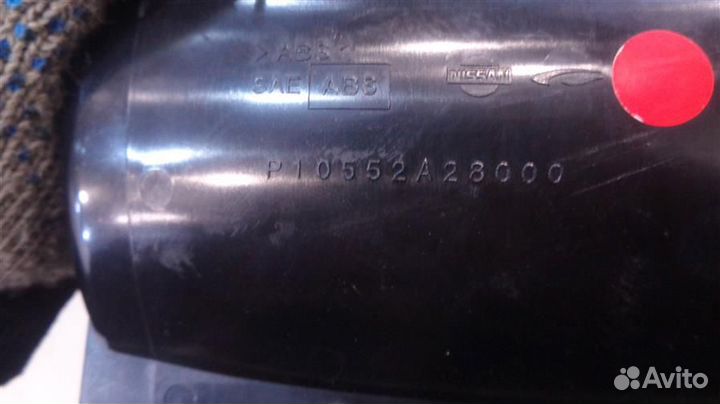 >ABS<
SAE ABS
NISSAN
P10552A28000
Avito